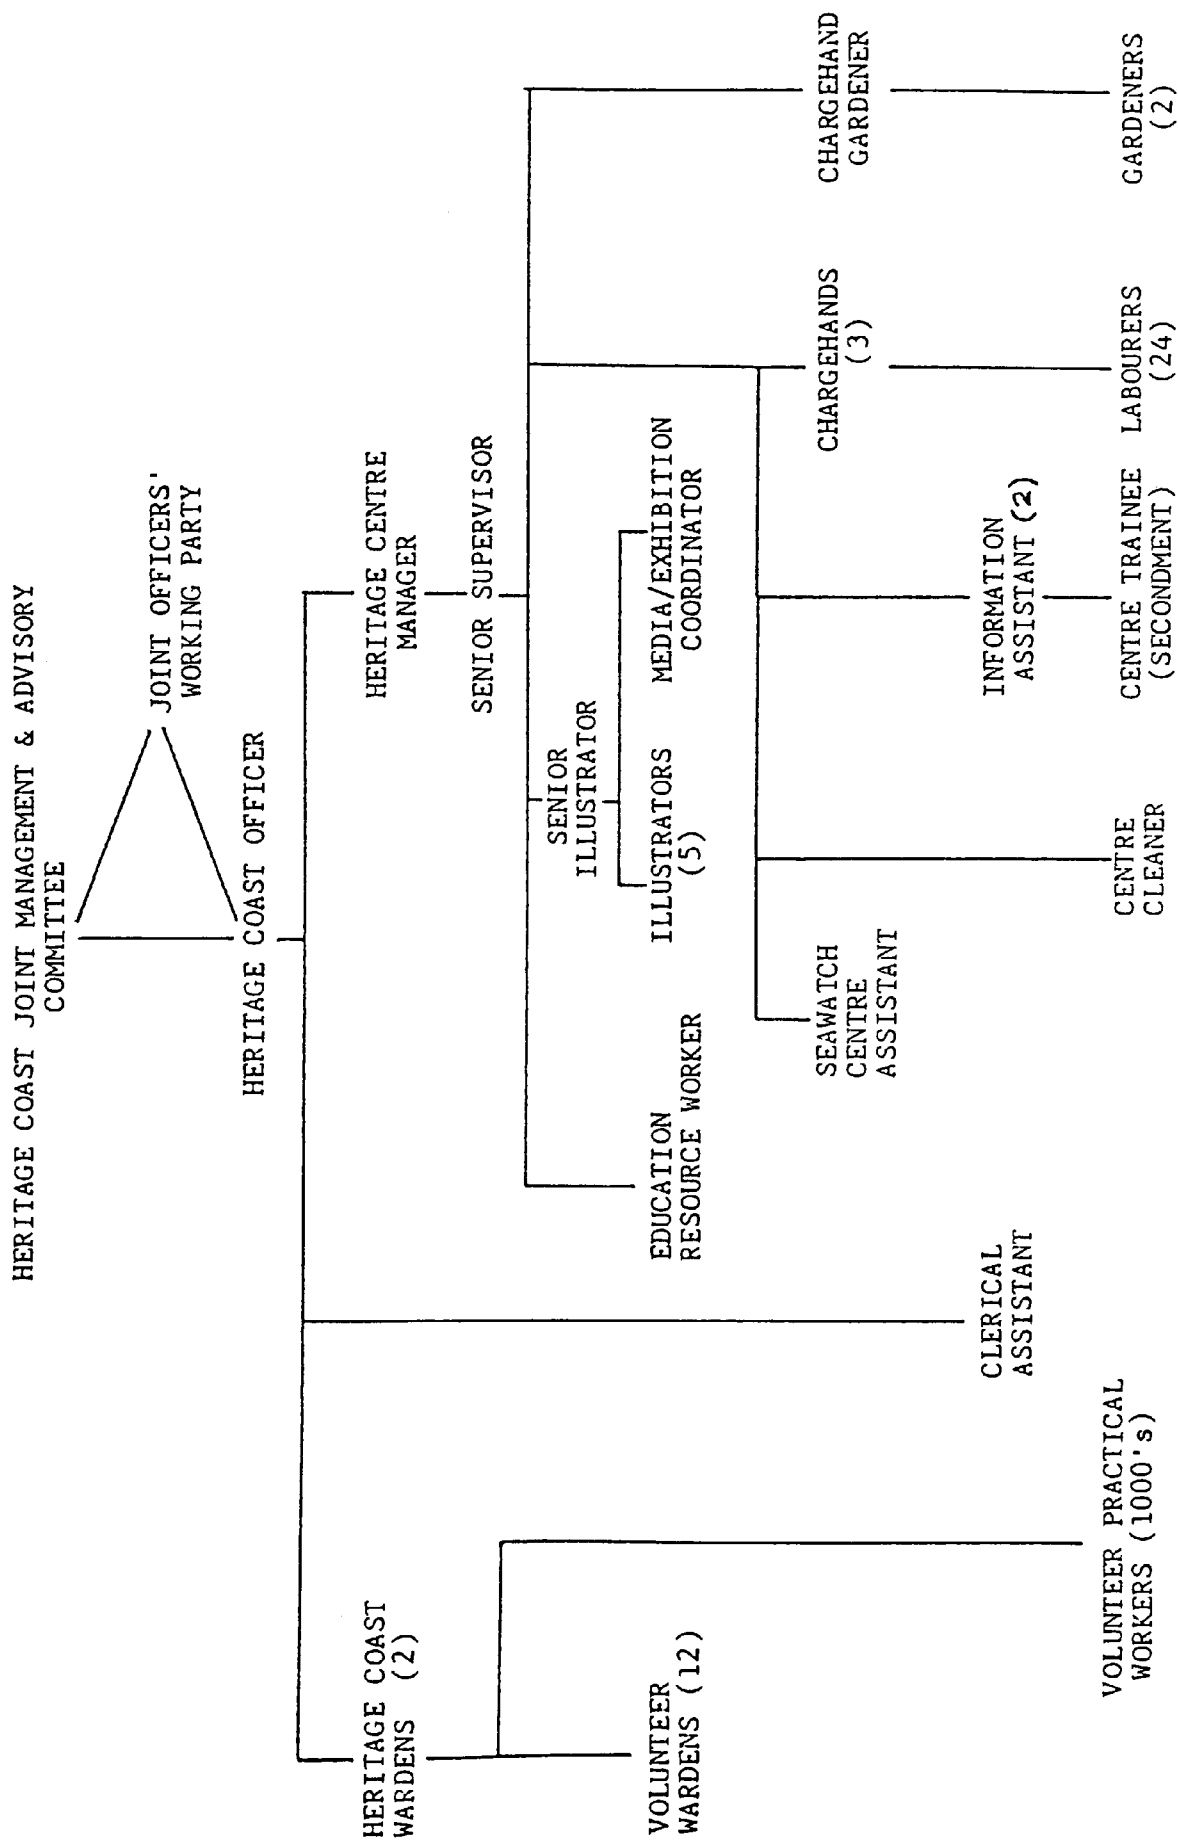 HERITAGE COAST JOINT MANAGEMENT & ADVISORY
COMMITTEE
JOINT OFFICERS'
WORKING PARTY
HERITAGE COAST OFFICER
HERITAGE COAST
WARDENS (2)
HERITAGE CENTRE
MANAGER
SENIOR SUPERVISOR
SENIOR
ILLUSTRATOR
VOLUNTEER
WARDENS (12)
EDUCATION
RESOURCE WORKER
ILLUSTRATORS
(5)
MEDIA/EXHIBITION
COORDINATOR
SEAWATCH
CENTRE
ASSISTANT
CHARGEHANDS
(3)
CHARGEHAND
GARDENER
CLERICAL
ASSISTANT
INFORMATION
ASSISTANT (2)
VOLUNTEER PRACTICAL
WORKERS (1000's)
CENTRE
CLEANER
CENTRE TRAINEE
(SECONDMENT)
LABOURERS
(24)
GARDENERS
(2)